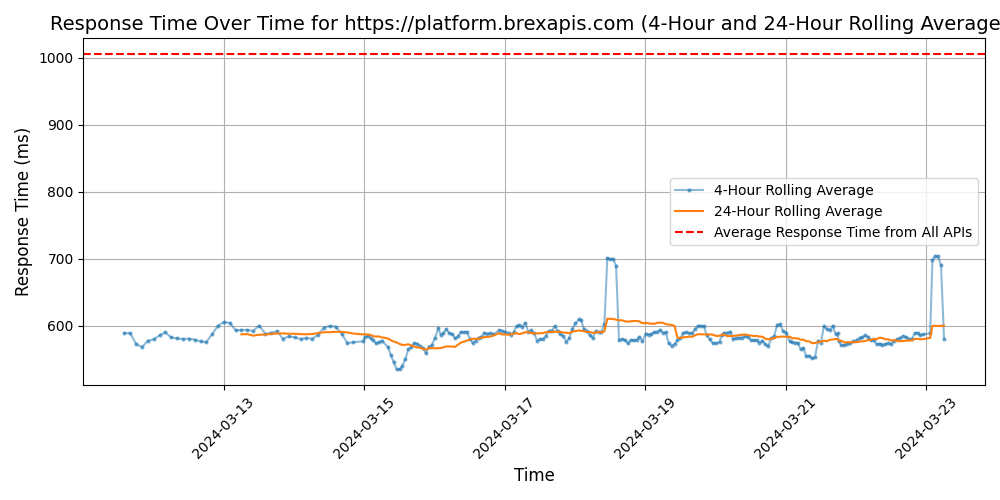 Response Time Over Time for https://platform.brexapis.com (4-Hour and 24-Hour Rolling Average
Response Time (ms)
1000
900
800
700
600
4-Hour Rolling Average
24-Hour Rolling Average
Average Response Time from All APIs
2024-03-13
2024-03-15
2024-03-17
2024-03-19
2024-03-21
2024-03-23
Time